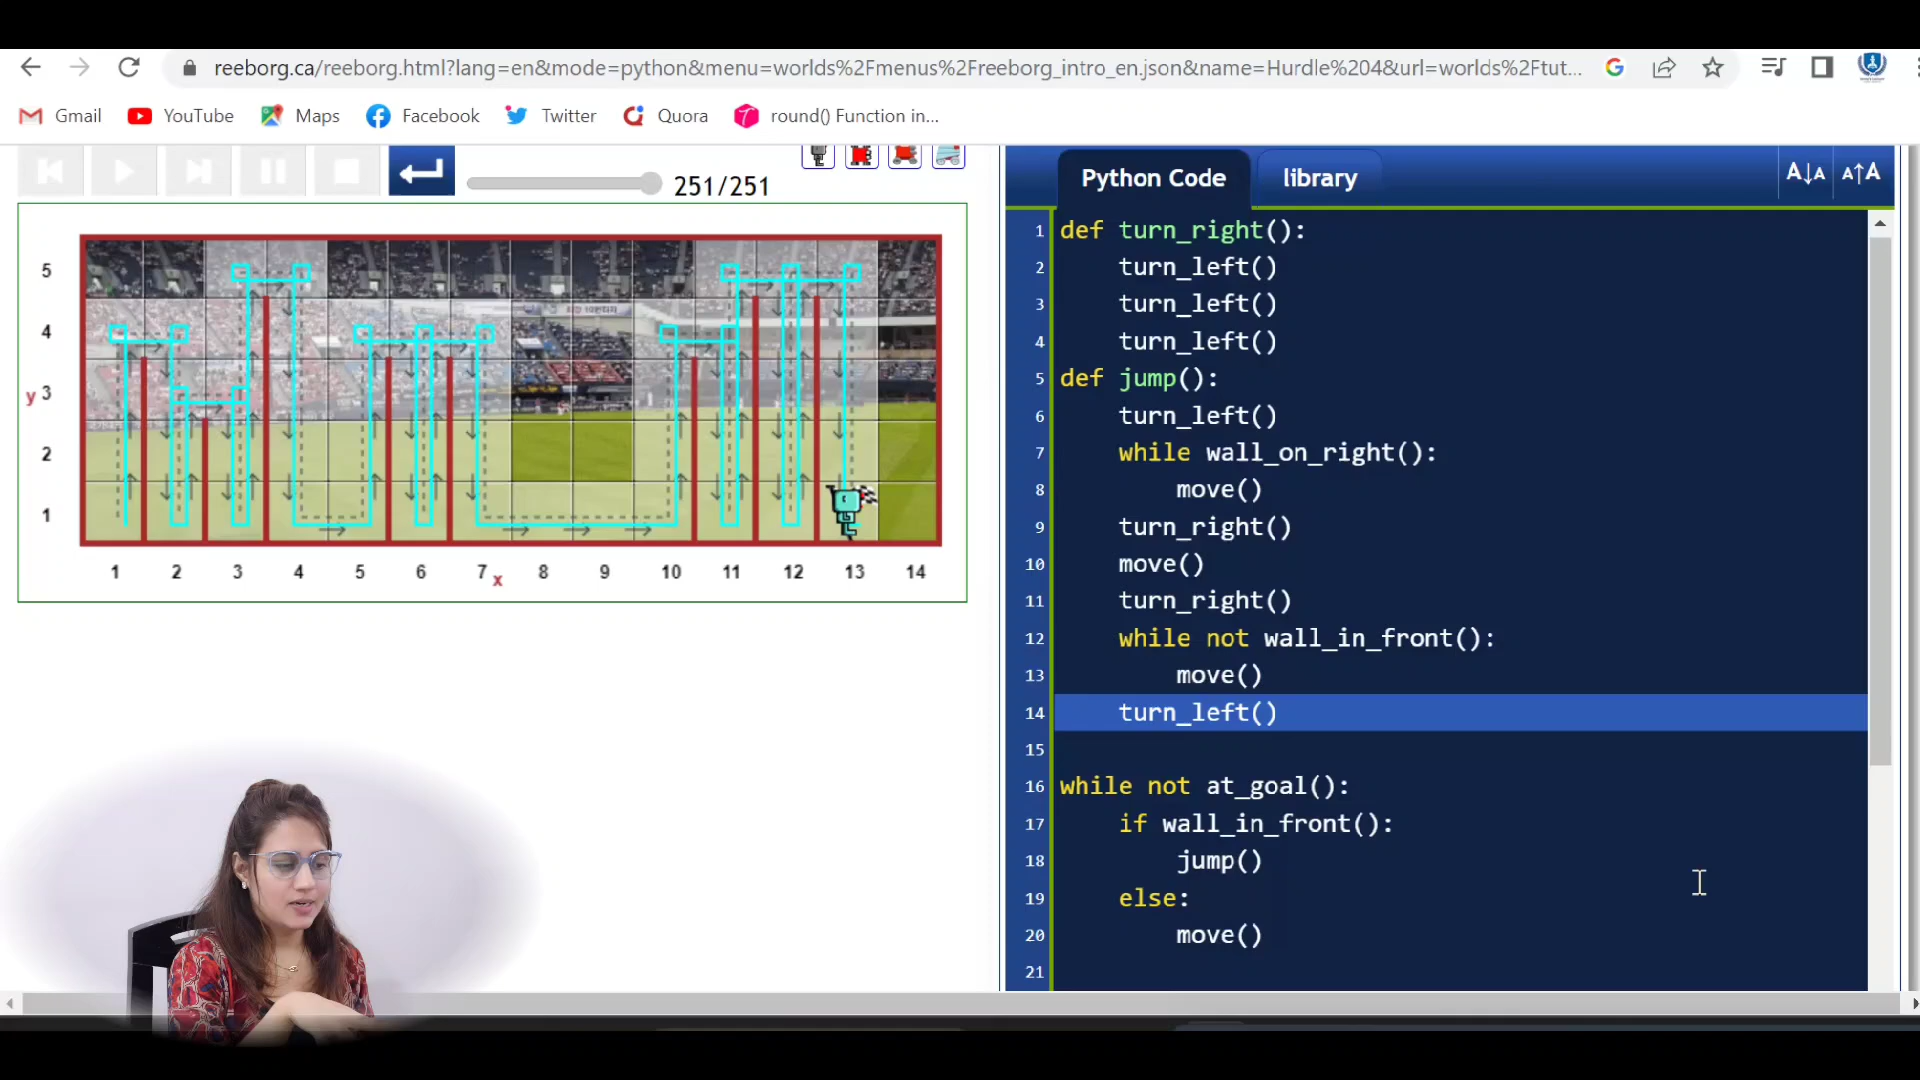 reeborg.ca/reeborg.html?lang=en&mode=python&menu=worlds%2Fmenus%2Freeborg_intro_en.json&name=Hurdle%204&url=worlds%2Ftut...
Gmail YouTube Maps Facebook Twitter Quora round() Function in...
251/251
5
4
y 3
2
1
1 2 3 4 5 6 7 x 8 9 10 11 12 13 14
Python Code library A↓A A↑A
1 def turn_right():
2 turn_left()
3 turn_left()
4 turn_left()
5 def jump():
6 turn_left()
7 while wall_on_right():
8 move()
9 turn_right()
10 move()
11 turn_right()
12 while not wall_in_front():
13 move()
14 turn_left()
15
16 while not at_goal():
17 if wall_in_front():
18 jump()
19 else:
20 move()
21